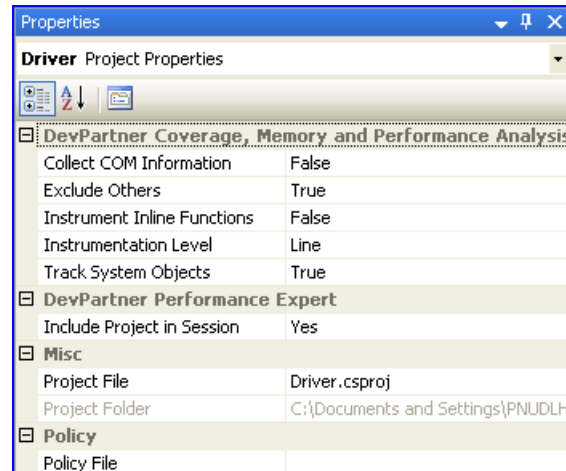 Properties
Driver Project Properties
DevPartner Coverage, Memory and Performance Analysis
Collect COM Information False
Exclude Others True
Instrument Inline Functions False
Instrumentation Level Line
Track System Objects True
DevPartner Performance Expert
Include Project in Session Yes
Misc
Project File Driver.csproj
Project Folder C:\Documents and Settings\PNUDLH
Policy
Policy File